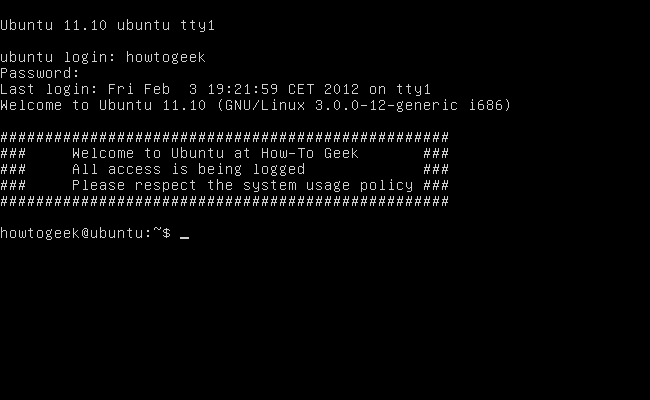 Ubuntu 11.10 ubuntu tty1
ubuntu login: howtogeek
Password:
Last login: Fri Feb  3 19:21:59 CET 2012 on tty1
Welcome to Ubuntu 11.10 (GNU/Linux 3.0.0-12-generic i686)
##################################################
###     Welcome to Ubuntu at How-To Geek       ###
###     All access is being logged             ###
###     Please respect the system usage policy ###
##################################################
howtogeek@ubuntu:~$ _